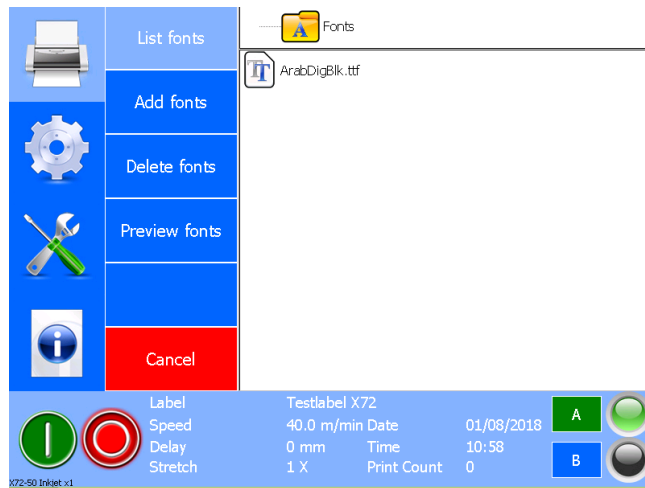 List fonts
Add fonts
Delete fonts
Preview fonts
Cancel
A Fonts
TT ArabDigBlk.ttf
Label Testlabel X72
Speed 40.0 m/min Date 01/08/2018
Delay 0 mm Time 10:58
Stretch 1 X Print Count 0
A
B
X72-50 Inkjet x1